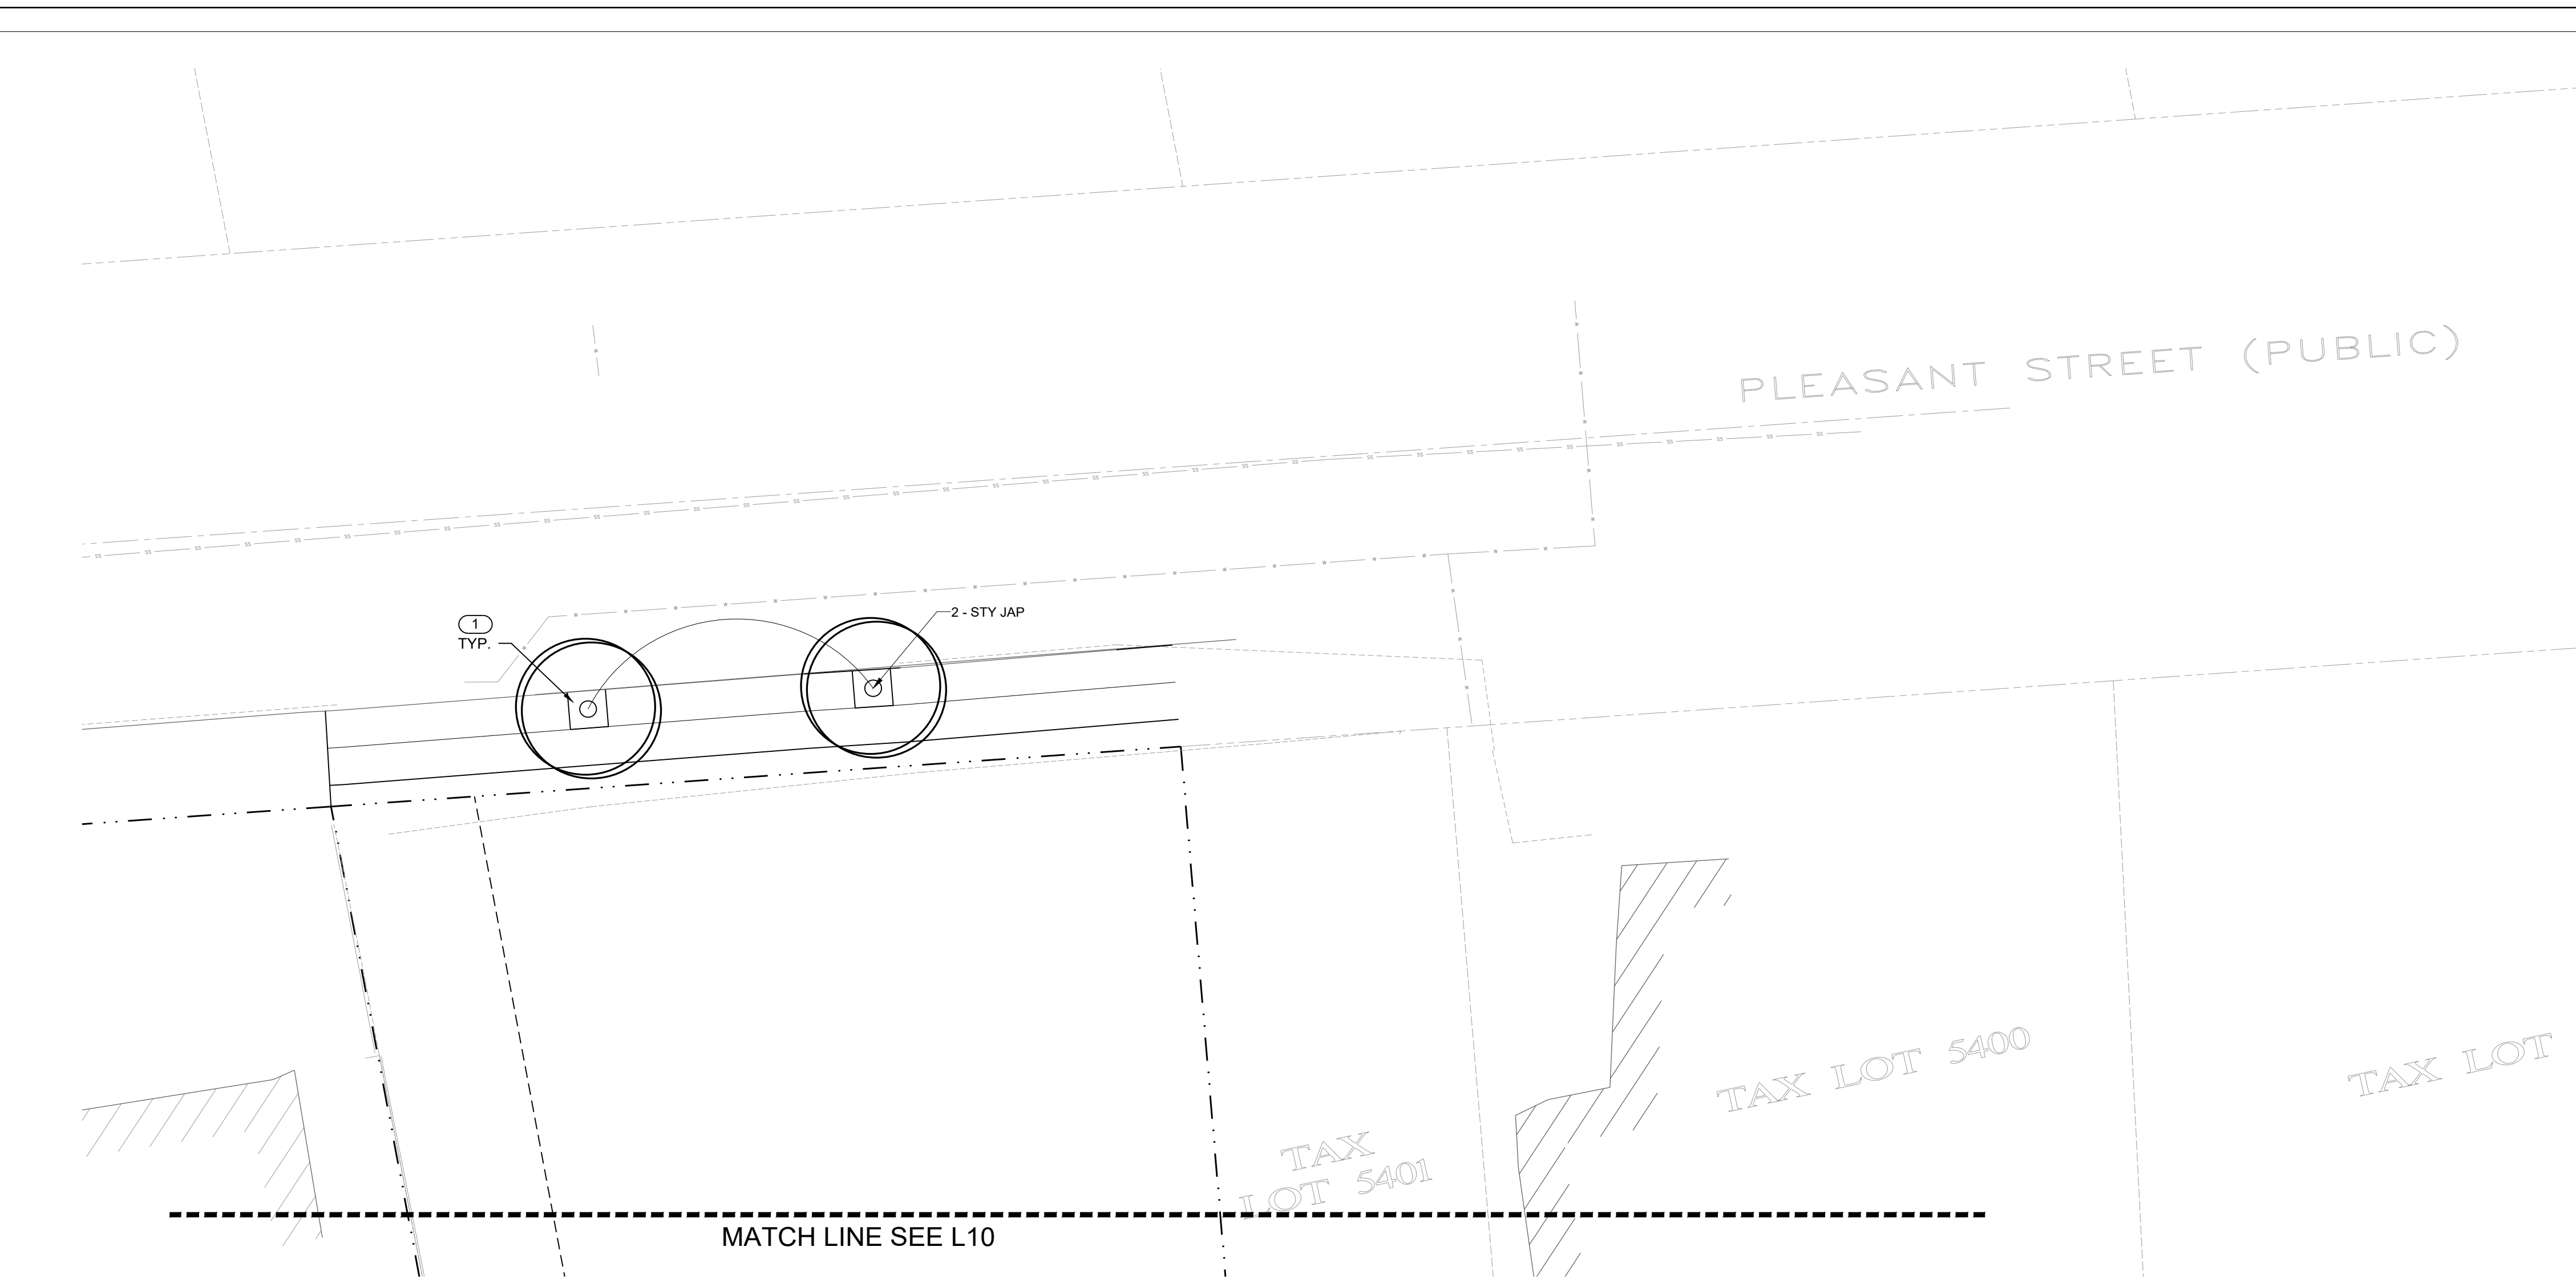 PLEASANT STREET (PUBLIC)
1
TYP.
2 - STY JAP
TAX LOT 5400
TAX LOT
TAX
LOT 5401
MATCH LINE SEE L10